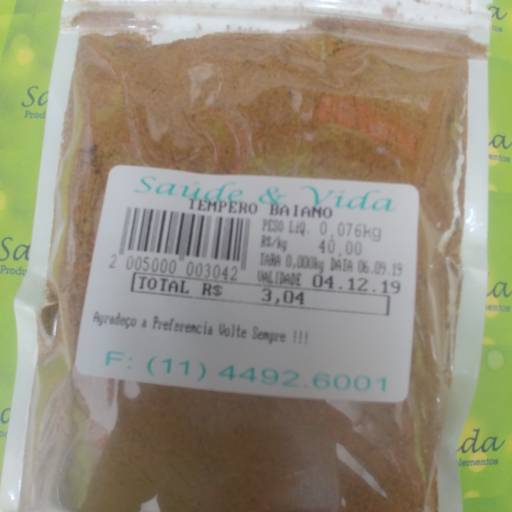 Saúde & Vida
TEMPERO BAIANO
PESO LIQ. 0,076kg
R$/kg 40,00
TARA 0,000kg DATA 06.09.19
VALIDADE 04.12.19
2 005000 003042
TOTAL R$ 3,04
Agradeço a Preferencia Volte Sempre !!!
F: (11) 4492.6001